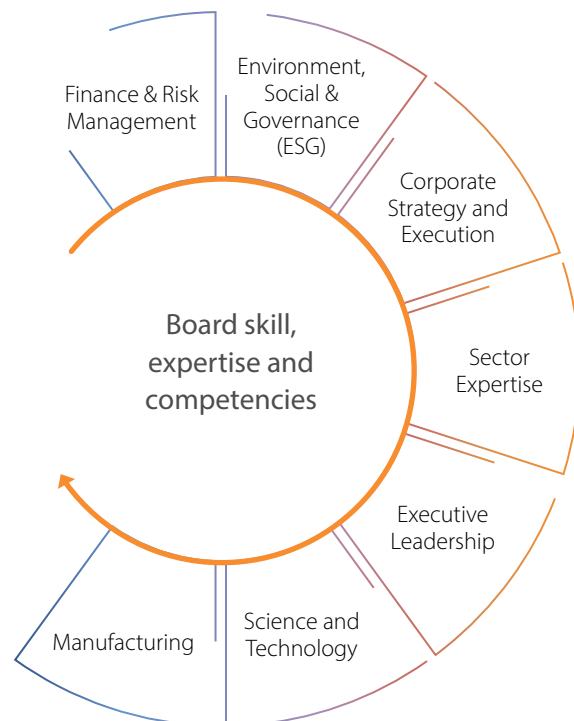 Finance & Risk
Management
Environment,
Social &
Governance
(ESG)
Corporate
Strategy and
Execution
Sector
Expertise
Executive
Leadership
Science and
Technology
Manufacturing
Board skill,
expertise and
competencies